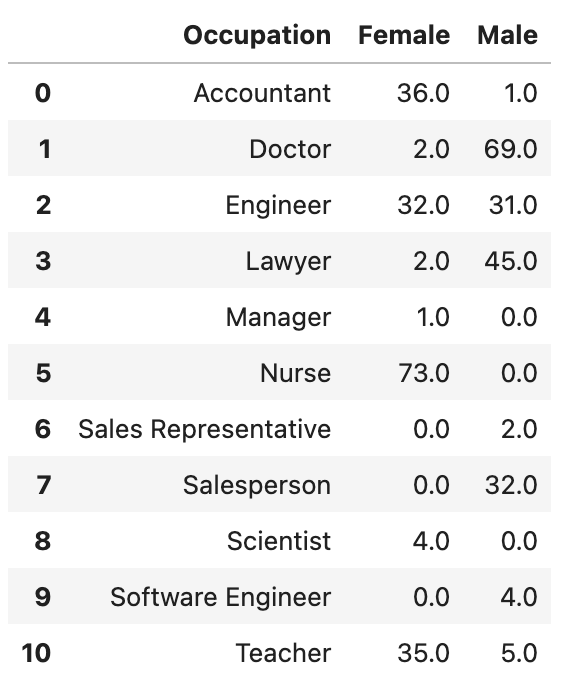 Occupation Female Male
0 Accountant 36.0 1.0
1 Doctor 2.0 69.0
2 Engineer 32.0 31.0
3 Lawyer 2.0 45.0
4 Manager 1.0 0.0
5 Nurse 73.0 0.0
6 Sales Representative 0.0 2.0
7 Salesperson 0.0 32.0
8 Scientist 4.0 0.0
9 Software Engineer 0.0 4.0
10 Teacher 35.0 5.0